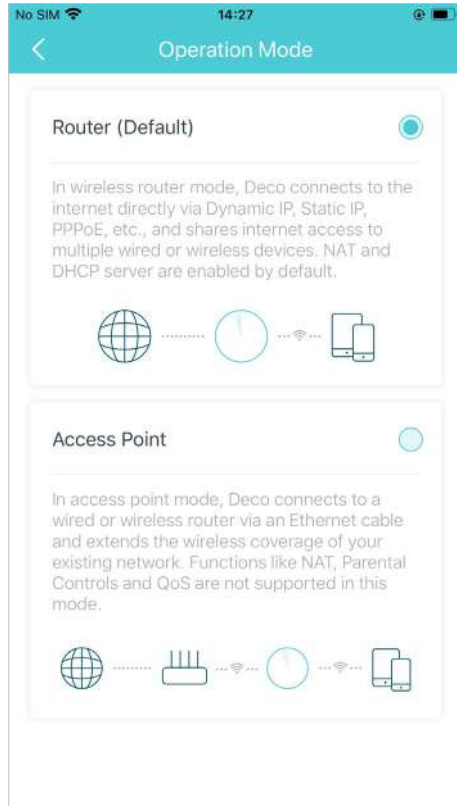 No SIM 14:27
Operation Mode
Router (Default)
In wireless router mode, Deco connects to the
internet directly via Dynamic IP, Static IP,
PPPoE, etc., and shares internet access to
multiple wired or wireless devices. NAT and
DHCP server are enabled by default.
Access Point
In access point mode, Deco connects to a
wired or wireless router via an Ethernet cable
and extends the wireless coverage of your
existing network. Functions like NAT, Parental
Controls and QoS are not supported in this
mode.